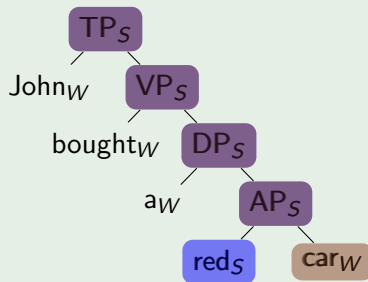 TP_S
John_W VP_S
bought_W DP_S
a_W AP_S
red_S car_W